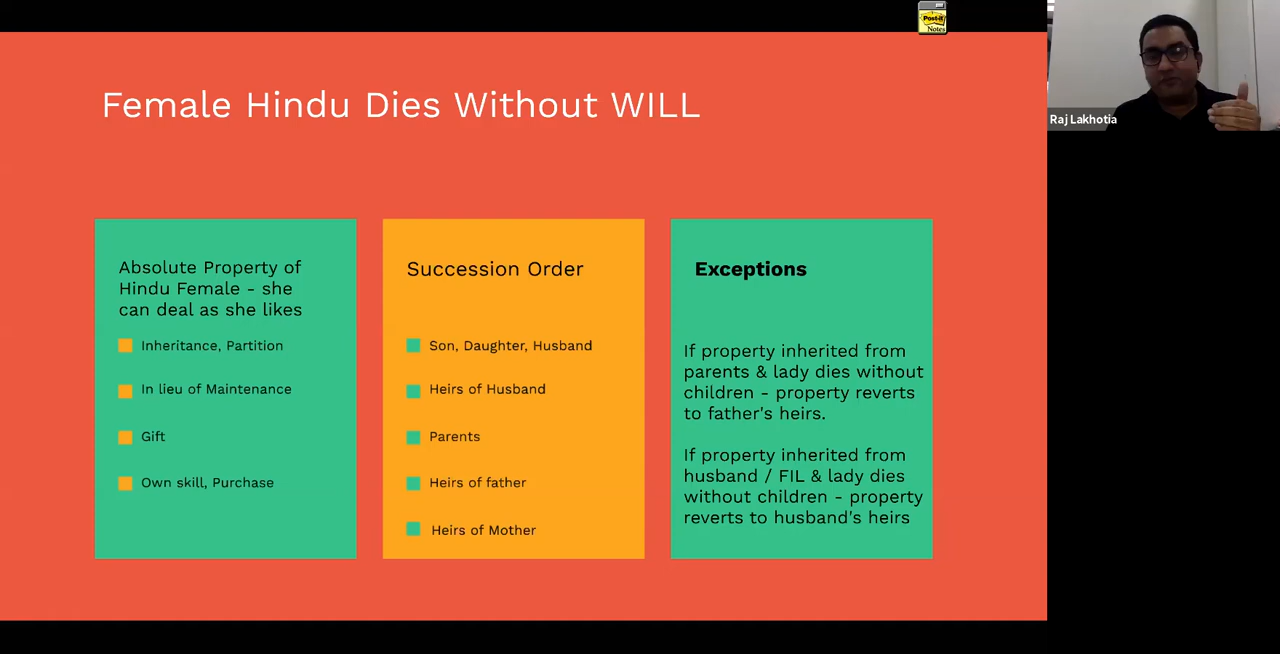 Post-it
Notes
Raj Lakhotia
Female Hindu Dies Without WILL
Absolute Property of
Hindu Female - she
can deal as she likes
Inheritance, Partition
In lieu of Maintenance
Gift
Own skill, Purchase
Succession Order
Son, Daughter, Husband
Heirs of Husband
Parents
Heirs of father
Heirs of Mother
Exceptions
If property inherited from
parents & lady dies without
children - property reverts
to father's heirs.
If property inherited from
husband / FIL & lady dies
without children - property
reverts to husband's heirs